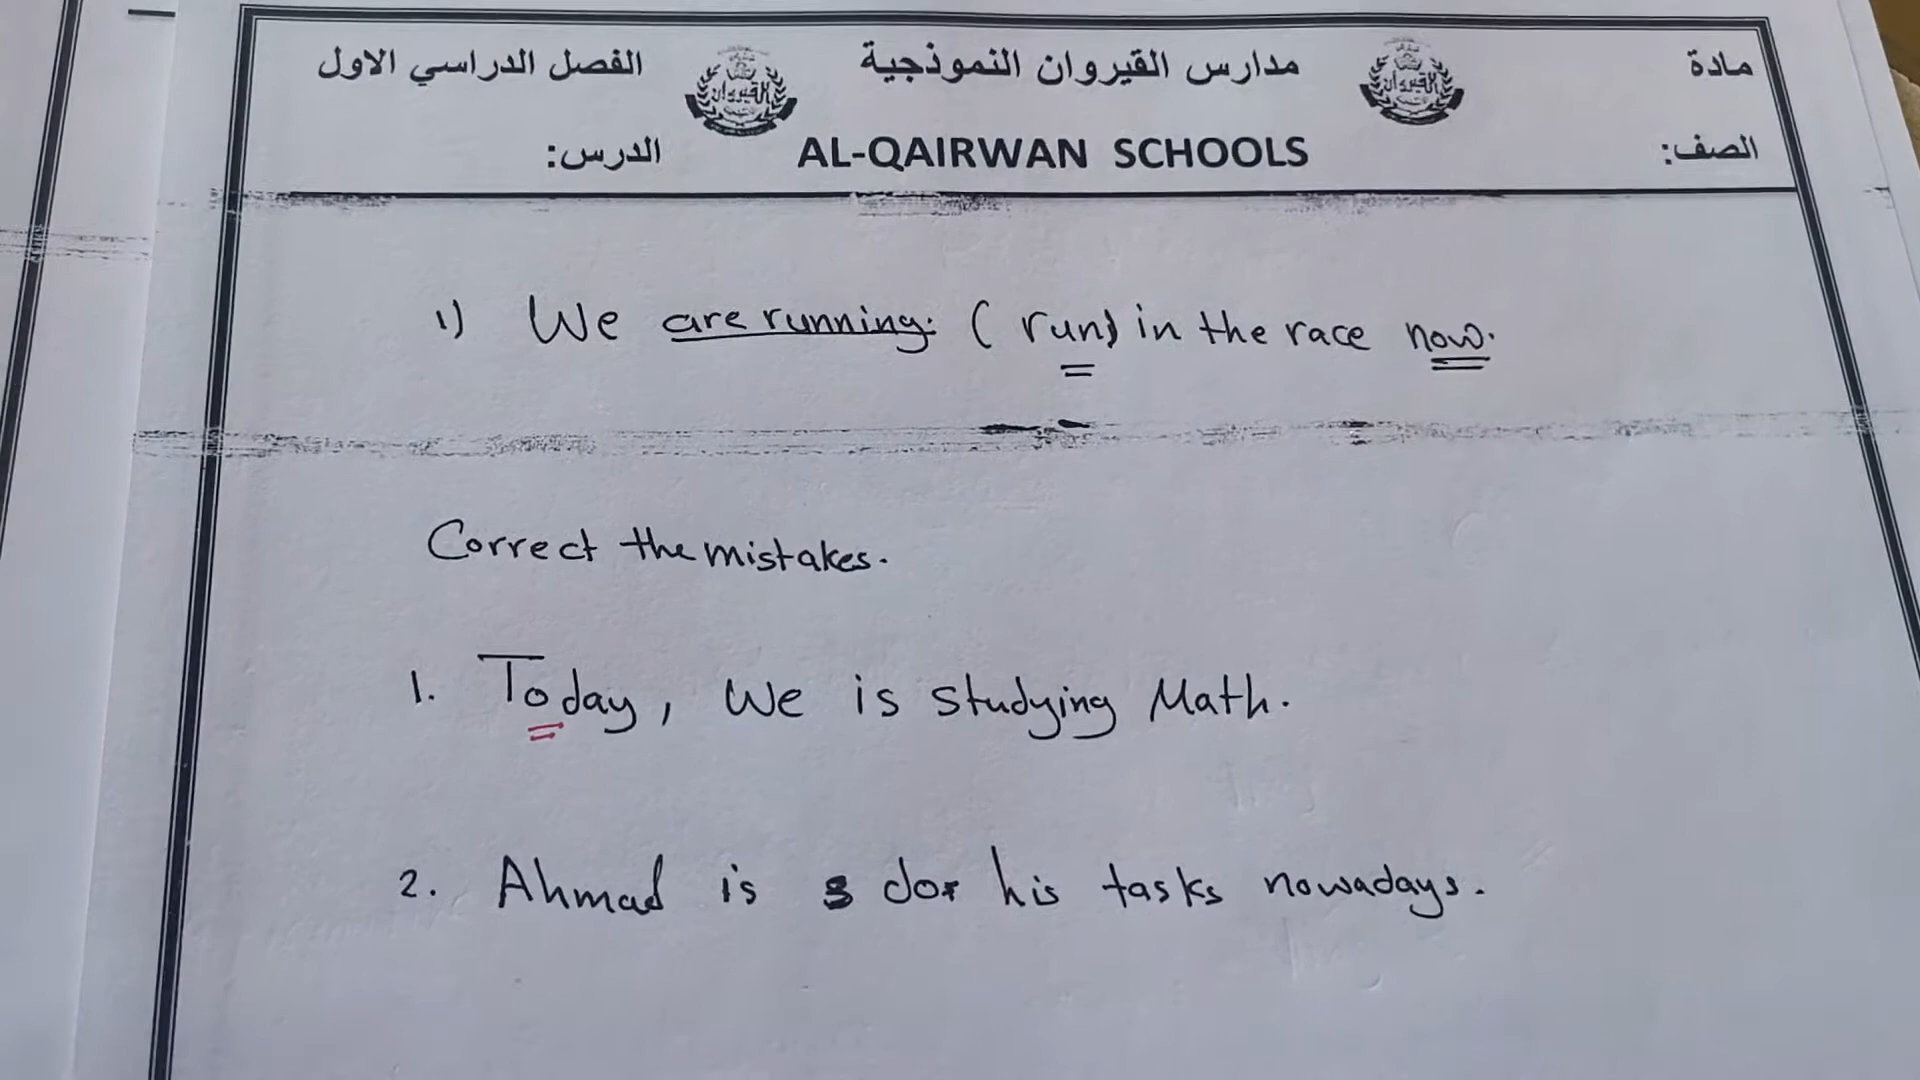 مادة مدارس القيروان النموذجية الفصل الدراسي الاول
الصف: AL-QAIRWAN SCHOOLS الدرس:
1) We are running. (run) in the race now.
Correct the mistakes.
1. Today, We is studying Math.
2. Ahmad is his tasks nowadays.